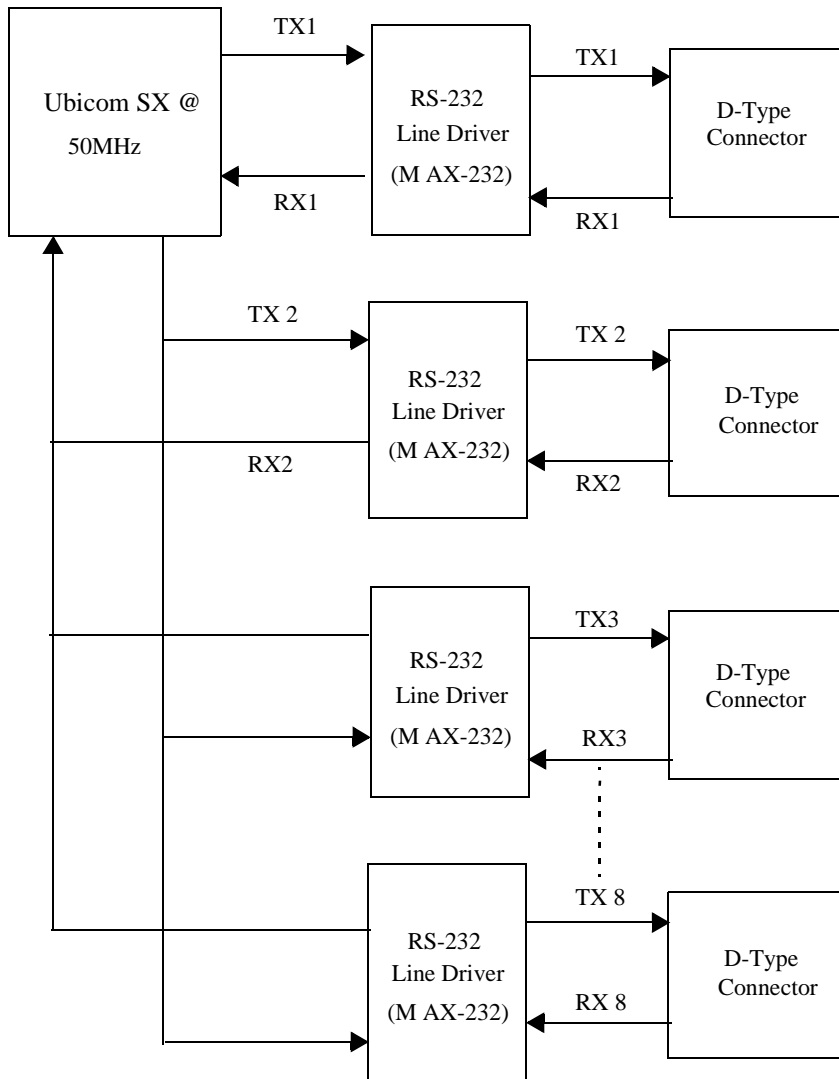 TX1
Ubicom SX @
50MHz
RX1
RS-232
Line Driver
(M AX-232)
TX1
RX1
D-Type
Connector
TX 2
RX2
RS-232
Line Driver
(M AX-232)
TX 2
RX2
D-Type
Connector
RS-232
Line Driver
(M AX-232)
TX3
RX3
D-Type
Connector
RS-232
Line Driver
(M AX-232)
TX 8
RX 8
D-Type
Connector